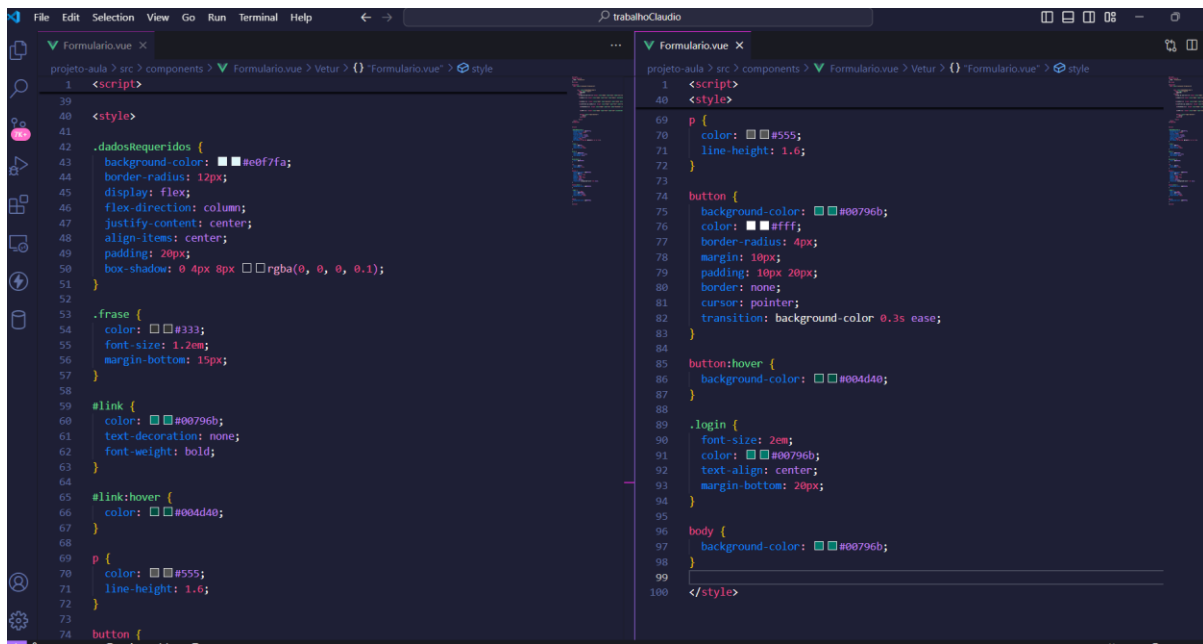 File Edit Selection View Go Run Terminal Help
trabalhoClaudio
Formulario.vue
projeto-aula > src > components > Formulario.vue > Vetur > {} "Formulario.vue" > style
1 <script>
39
40 <style>
41
42 .dadosRequeridos {
43 background-color: #e0f7fa;
44 border-radius: 12px;
45 display: flex;
46 flex-direction: column;
47 justify-content: center;
48 align-items: center;
49 padding: 20px;
50 box-shadow: 0 4px 8px rgba(0, 0, 0, 0.1);
51 }
52
53 .frase {
54 color: #333;
55 font-size: 1.2em;
56 margin-bottom: 15px;
57 }
58
59 #link {
60 color: #00796b;
61 text-decoration: none;
62 font-weight: bold;
63 }
64
65 #link:hover {
66 color: #004d40;
67 }
68
69 p {
70 color: #555;
71 line-height: 1.6;
72 }
73
74 button {
Formulario.vue
projeto-aula > src > components > Formulario.vue > Vetur > {} "Formulario.vue" > style
1 <script>
40 <style>
69 p {
70 color: #555;
71 line-height: 1.6;
72 }
73
74 button {
75 background-color: #00796b;
76 color: #fff;
77 border-radius: 4px;
78 margin: 10px;
79 padding: 10px 20px;
80 border: none;
81 cursor: pointer;
82 transition: background-color 0.3s ease;
83 }
84
85 button:hover {
86 background-color: #004d40;
87 }
88
89 .login {
90 font-size: 2em;
91 color: #00796b;
92 text-align: center;
93 margin-bottom: 20px;
94 }
95
96 body {
97 background-color: #00796b;
98 }
99
100 </style>